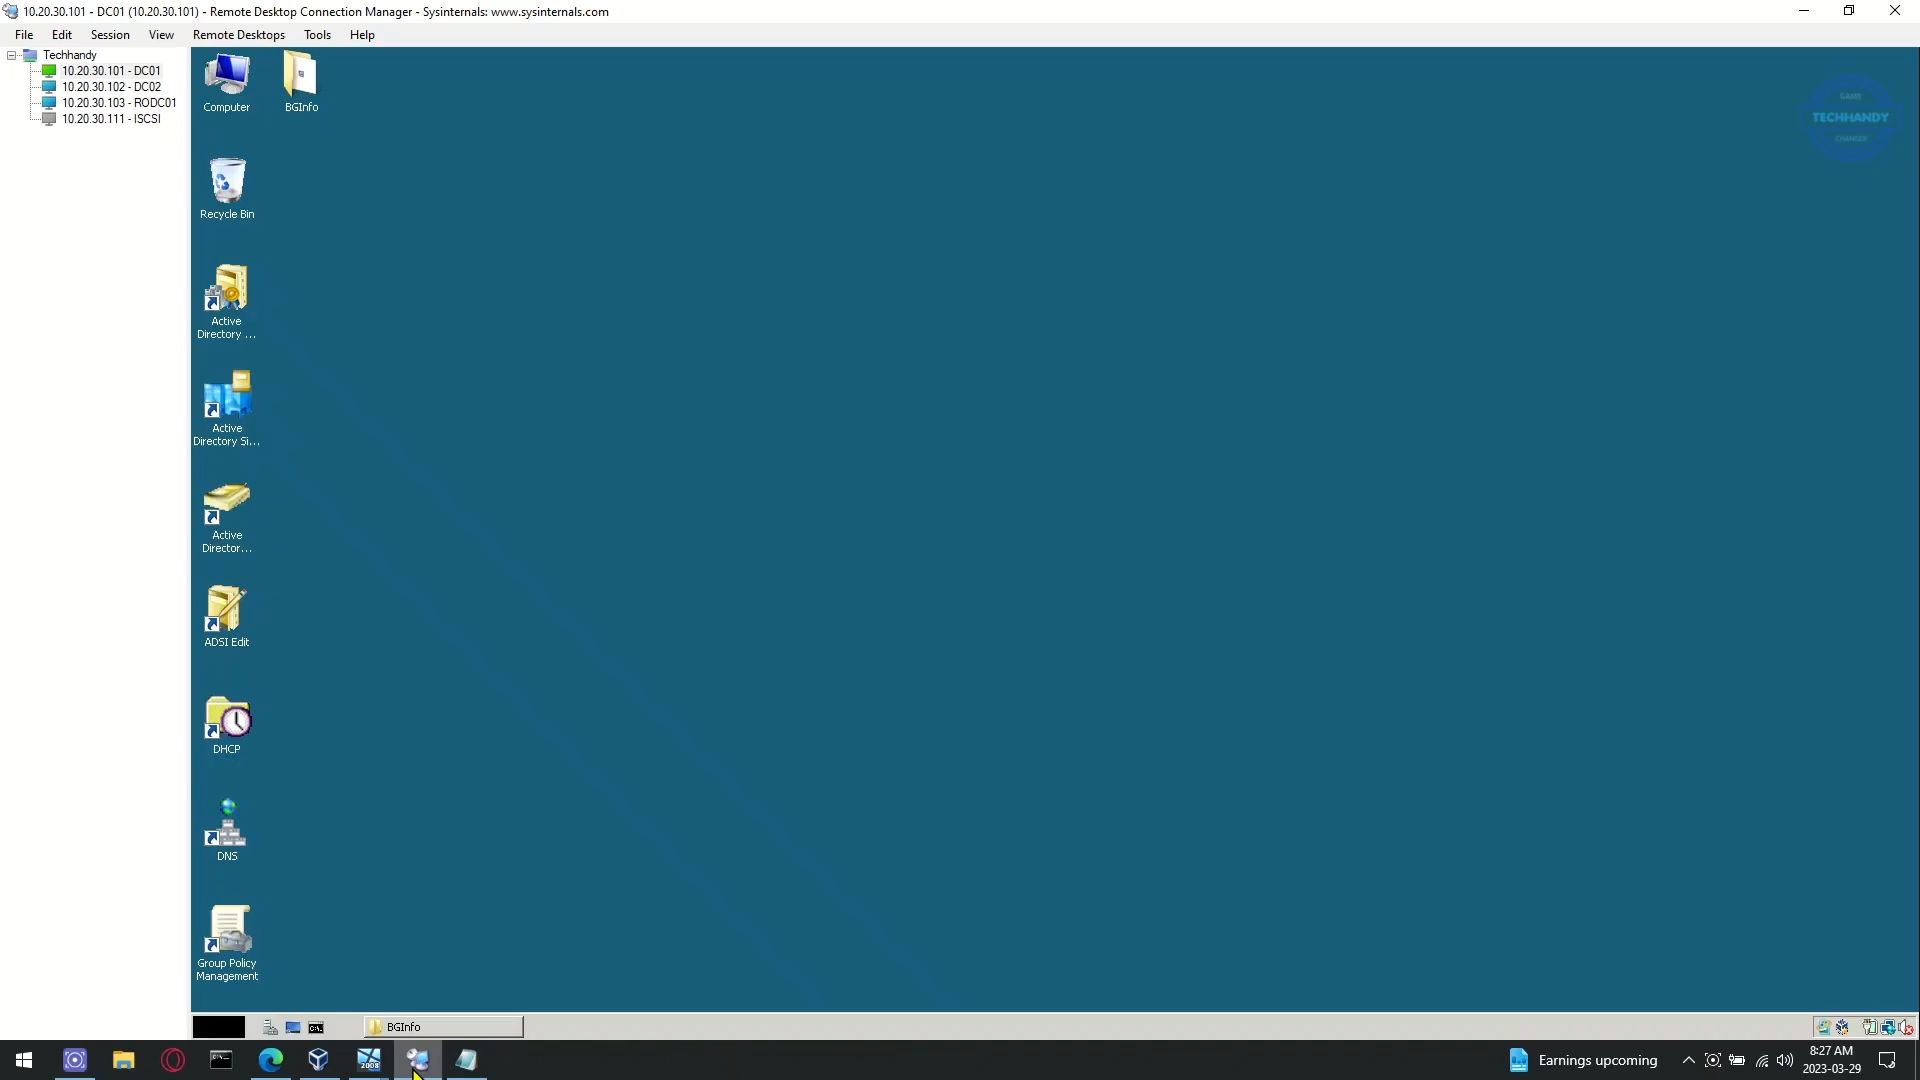 10.20.30.101 - DC01 (10.20.30.101) - Remote Desktop Connection Manager - Sysinternals: www.sysinternals.com
File Edit Session View Remote Desktops Tools Help
Techhandy
10.20.30.101 - DC01
10.20.30.102 - DC02
10.20.30.103 - RODC01
10.20.30.111 - ISCSI
Computer
BGInfo
Recycle Bin
Active
Directory ...
Active
Directory Si...
Active
Director...
ADSI Edit
DHCP
DNS
Group Policy
Management
GAME
TECHHANDY
CHANGER
BGInfo
2008
Earnings upcoming
8:27 AM
2023-03-29